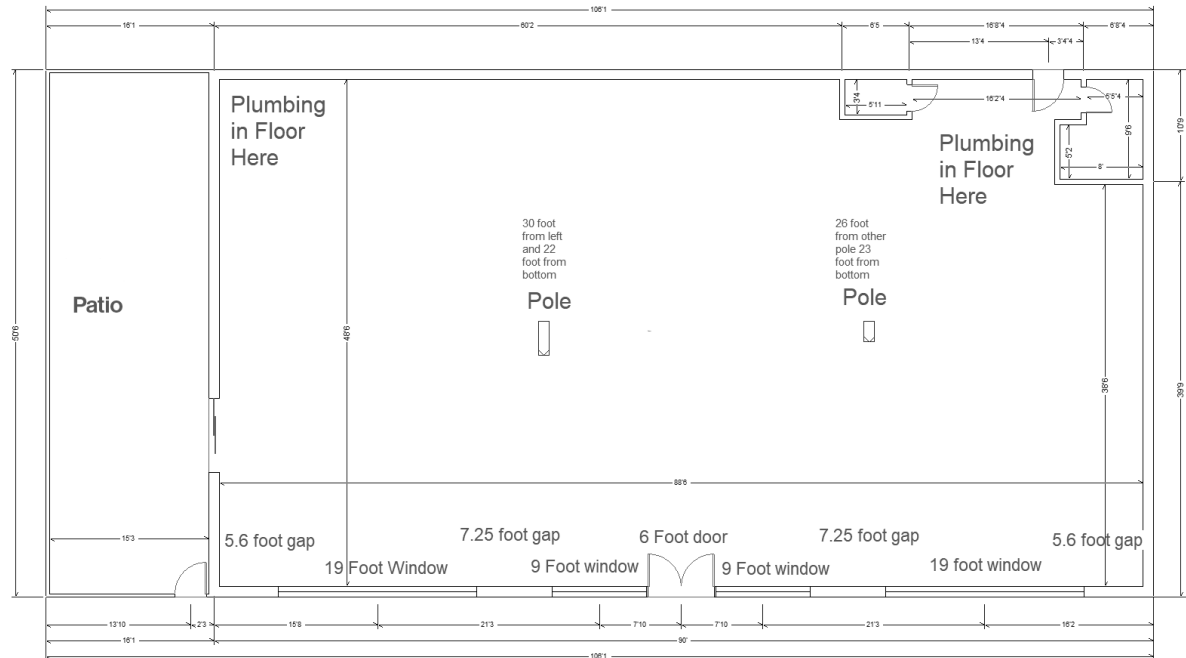 106'1
16'1
60'2
6'5
16'8"4
6'8"4
13'4
3'4"4
Plumbing
in Floor
Here
3'4
5'11
16'2"4
5'5"4
9'6
10'9
Plumbing
in Floor
Here
5'2
8'
30 foot
from left
and 22
foot from
bottom
Pole
26 foot
from other
pole 23
foot from
bottom
Pole
Patio
50'6
48'6
38'6
39'9
88'6
15'3
5.6 foot gap
19 Foot Window
7.25 foot gap
9 Foot window
6 Foot door
9 Foot window
7.25 foot gap
19 foot window
5.6 foot gap
13'10
2'3
15'8
21'3
7'10
7'10
21'3
16'2
16'1
90'
106'1